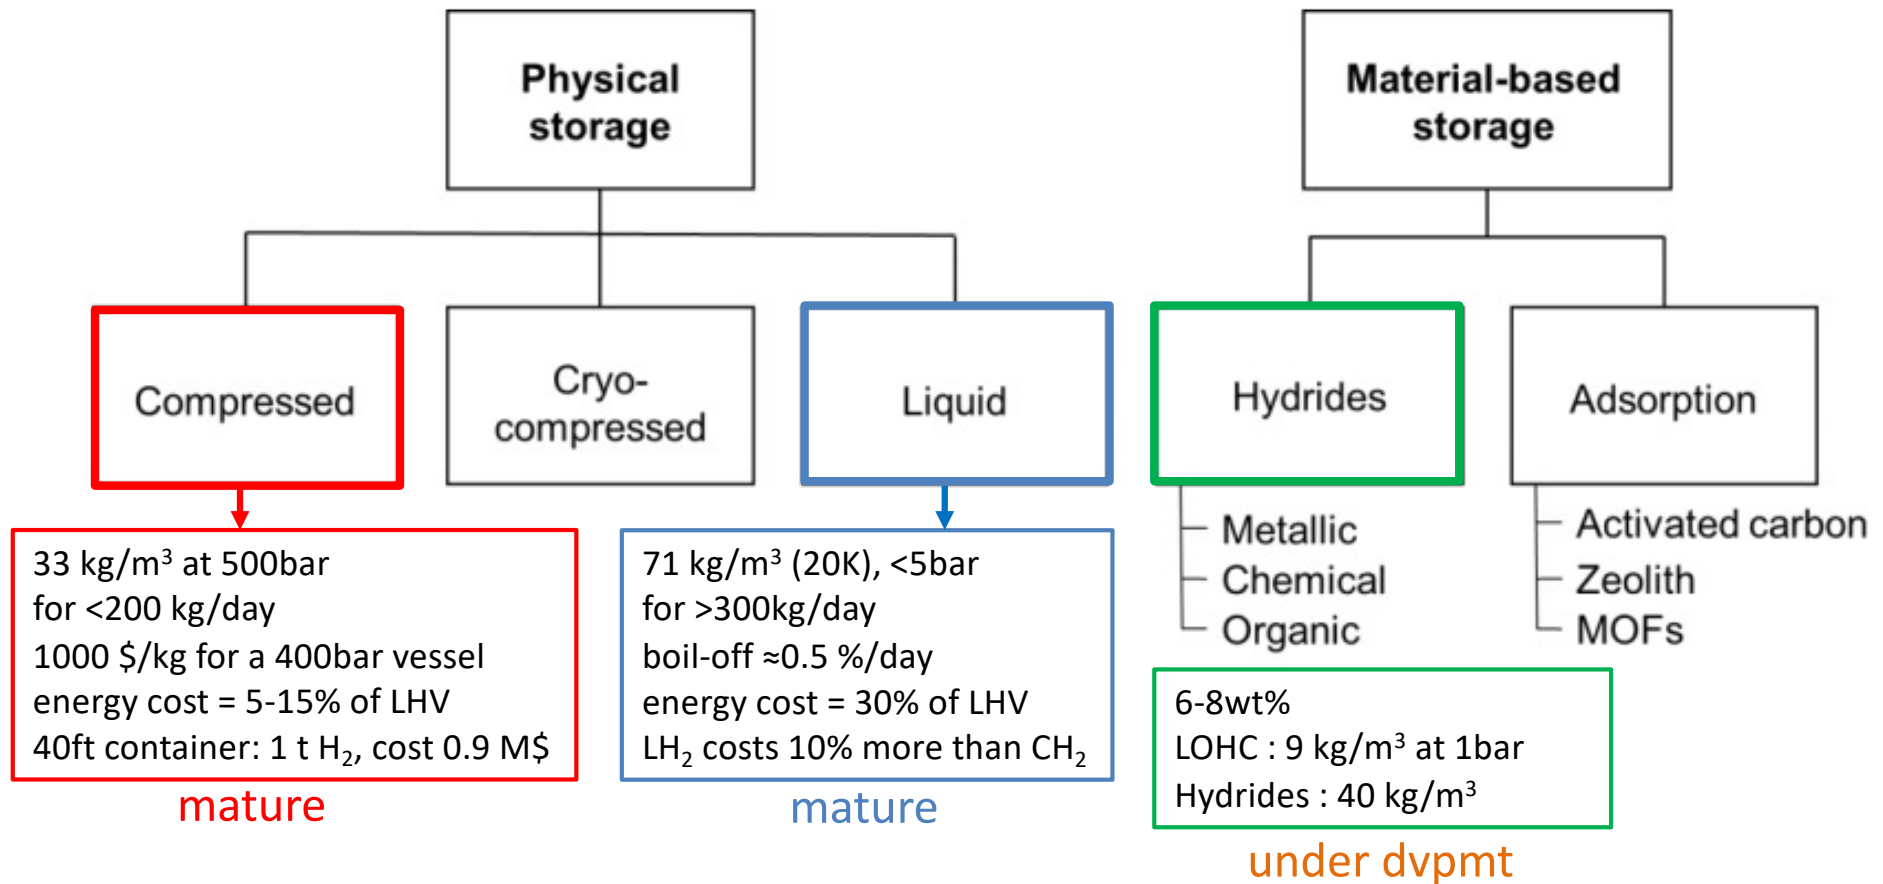 Physical
storage
Material-based
storage
Compressed
Cryo-
compressed
Liquid
Hydrides
Adsorption
33 kg/m³ at 500bar
for <200 kg/day
1000 $/kg for a 400bar vessel
energy cost = 5-15% of LHV
40ft container: 1 t H₂, cost 0.9 M$
mature
71 kg/m³ (20K), <5bar
for >300kg/day
boil-off ≈0.5 %/day
energy cost = 30% of LHV
LH₂ costs 10% more than CH₂
mature
Metallic
Chemical
Organic
Activated carbon
Zeolith
MOFs
6-8wt%
LOHC : 9 kg/m³ at 1bar
Hydrides : 40 kg/m³
under dvpmt